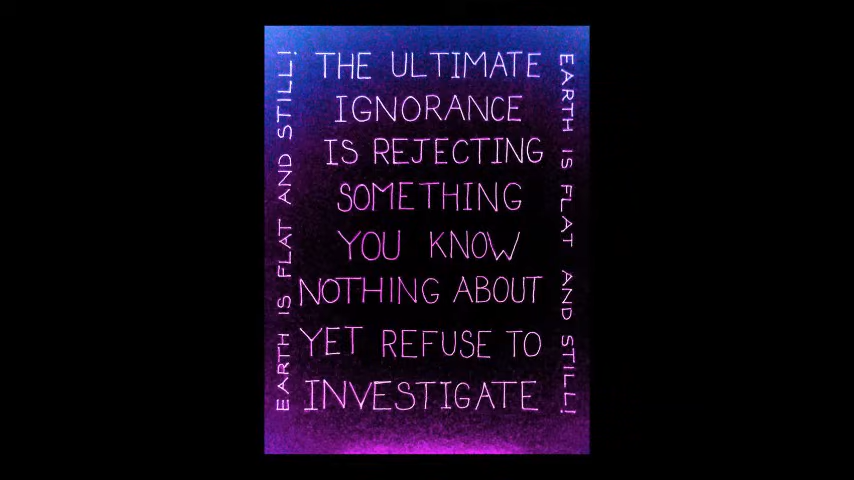 EARTH IS FLAT AND STILL!
THE ULTIMATE
IGNORANCE
IS REJECTING
SOMETHING
YOU KNOW
NOTHING ABOUT
YET REFUSE TO
INVESTIGATE
EARTH IS FLAT AND STILL!